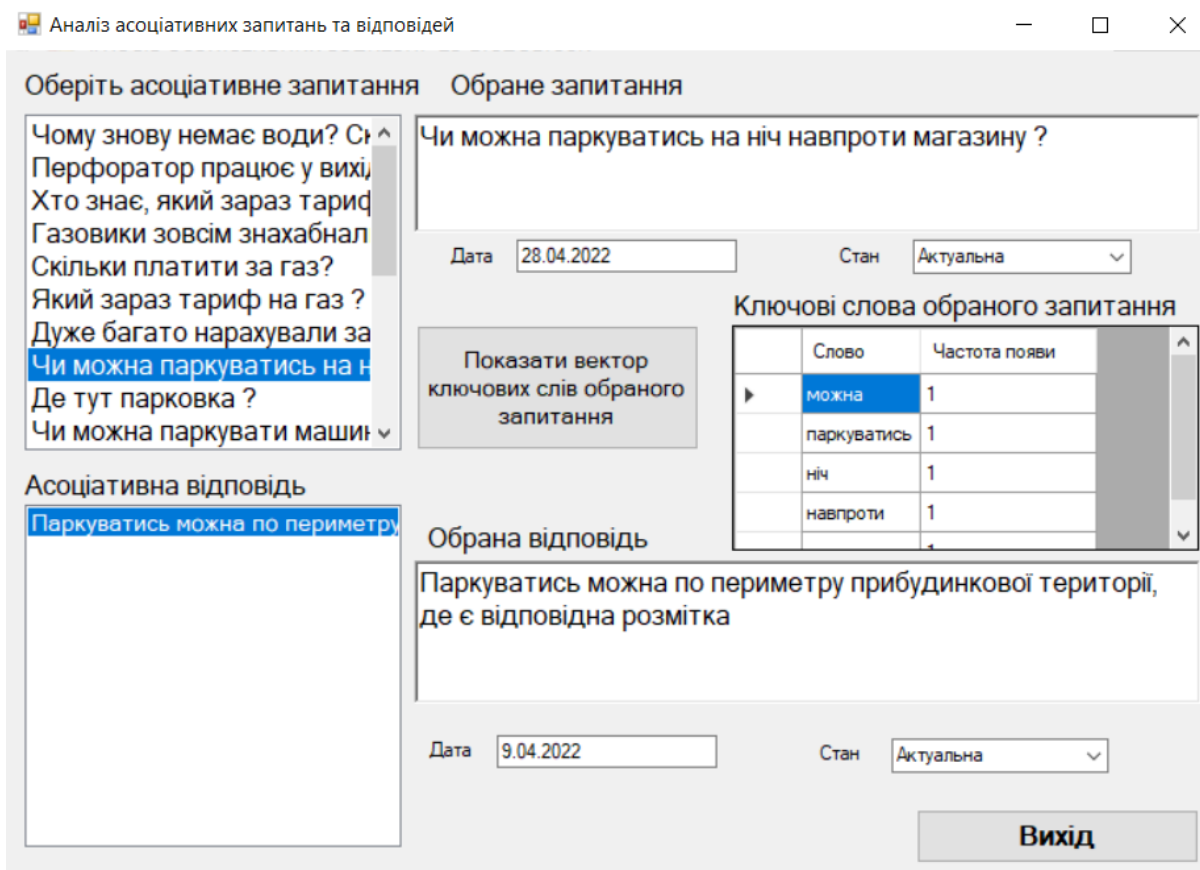 Аналіз асоціативних запитань та відповідей
Оберіть асоціативне запитання
Обране запитання
Чому знову немає води?
Перфоратор працює у
Хто знає, який зараз тариф
Газовики зовсім
Скільки платити за газ?
Який зараз тариф на газ ?
Дуже багато нарахували за
Чи можна паркуватись на н
Де тут парковка ?
Чи можна паркувати
Чи можна паркуватись на ніч навпроти магазину ?
Дата 28.04.2022
Стан Актуальна
Показати вектор
ключових слів обраного
запитання
Ключові слова обраного запитання
Слово Частота появи
можна 1
паркуватись 1
ніч 1
навпроти 1
Асоціативна відповідь
Паркуватись можна по периметру
Обрана відповідь
Паркуватись можна по периметру прибудинкової території,
де є відповідна розмітка
Дата 9.04.2022
Стан Актуальна
Вихід